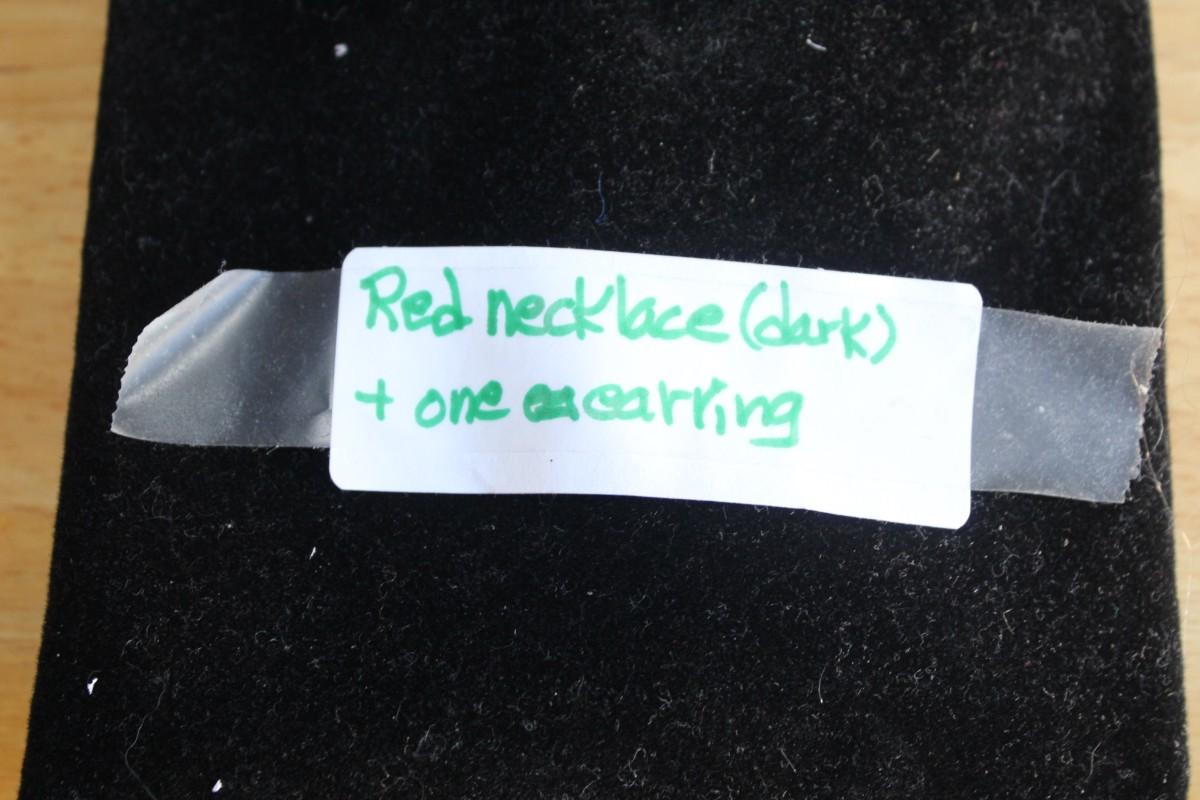 Red necklace (dark)
+ one earring